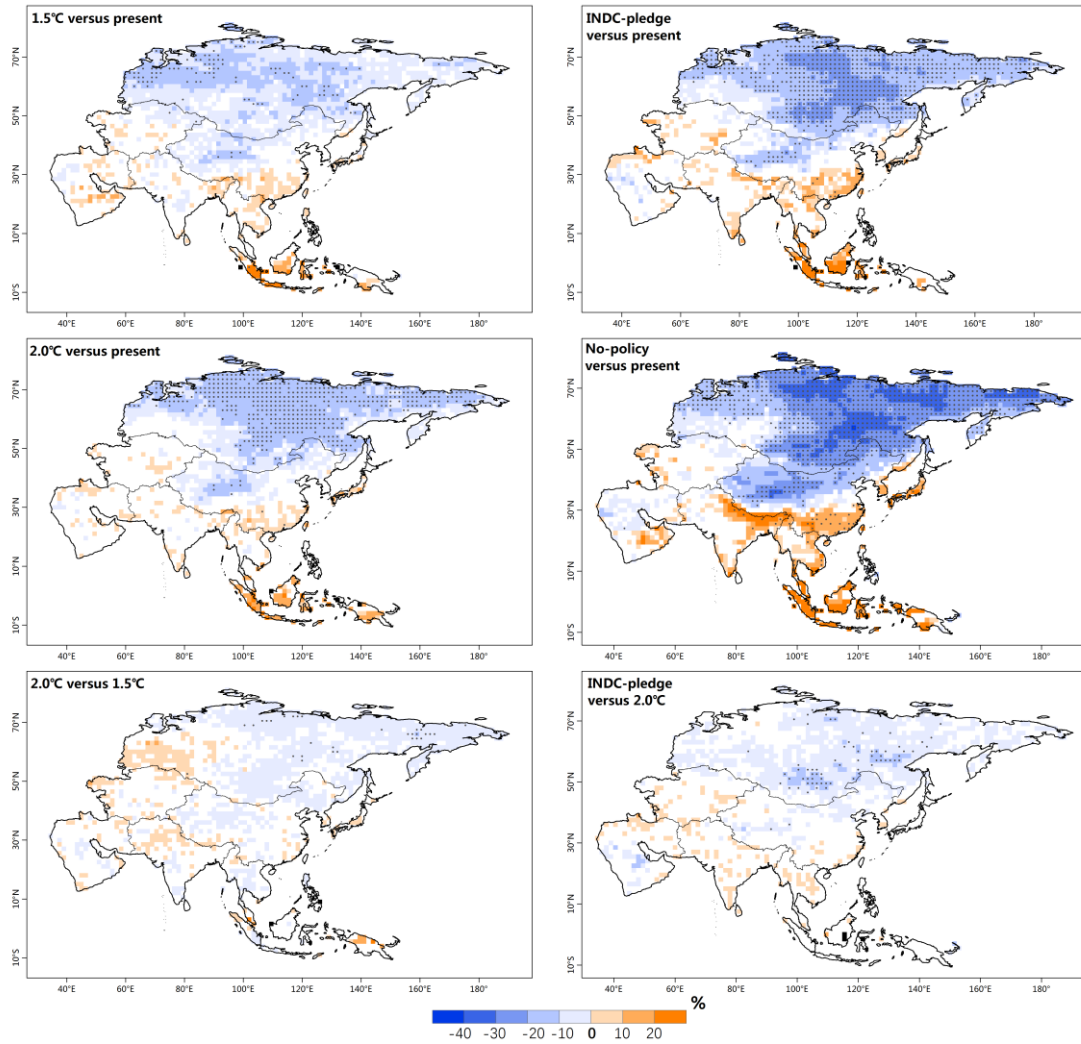 1.5℃ versus present
70°N
50°N
30°N
10°N
10°S
40°E 60°E 80°E 100°E 120°E 140°E 160°E 180°
INDC-pledge
versus present
70°N
50°N
30°N
10°N
10°S
40°E 60°E 80°E 100°E 120°E 140°E 160°E 180°
2.0℃ versus present
70°N
50°N
30°N
10°N
10°S
40°E 60°E 80°E 100°E 120°E 140°E 160°E 180°
No-policy
versus present
70°N
50°N
30°N
10°N
10°S
40°E 60°E 80°E 100°E 120°E 140°E 160°E 180°
2.0℃ versus 1.5℃
70°N
50°N
30°N
10°N
10°S
40°E 60°E 80°E 100°E 120°E 140°E 160°E 180°
INDC-pledge
versus 2.0℃
70°N
50°N
30°N
10°N
10°S
40°E 60°E 80°E 100°E 120°E 140°E 160°E 180°
%
-40 -30 -20 -10 0 10 20